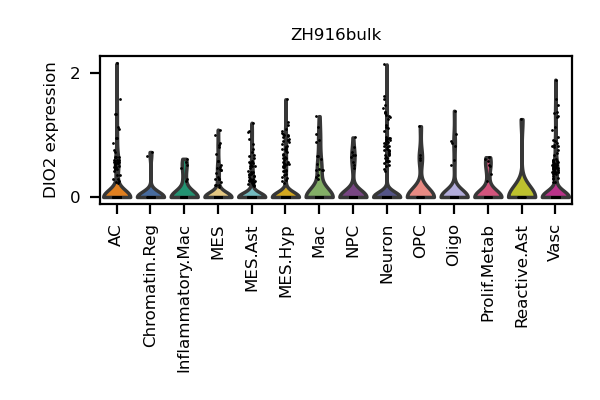 ZH916bulk
DIO2 expression
2
0
AC
Chromatin.Reg
Inflammatory.Mac
MES
MES.Ast
MES.Hyp
Mac
NPC
Neuron
OPC
Oligo
Prolif.Metab
Reactive.Ast
Vasc